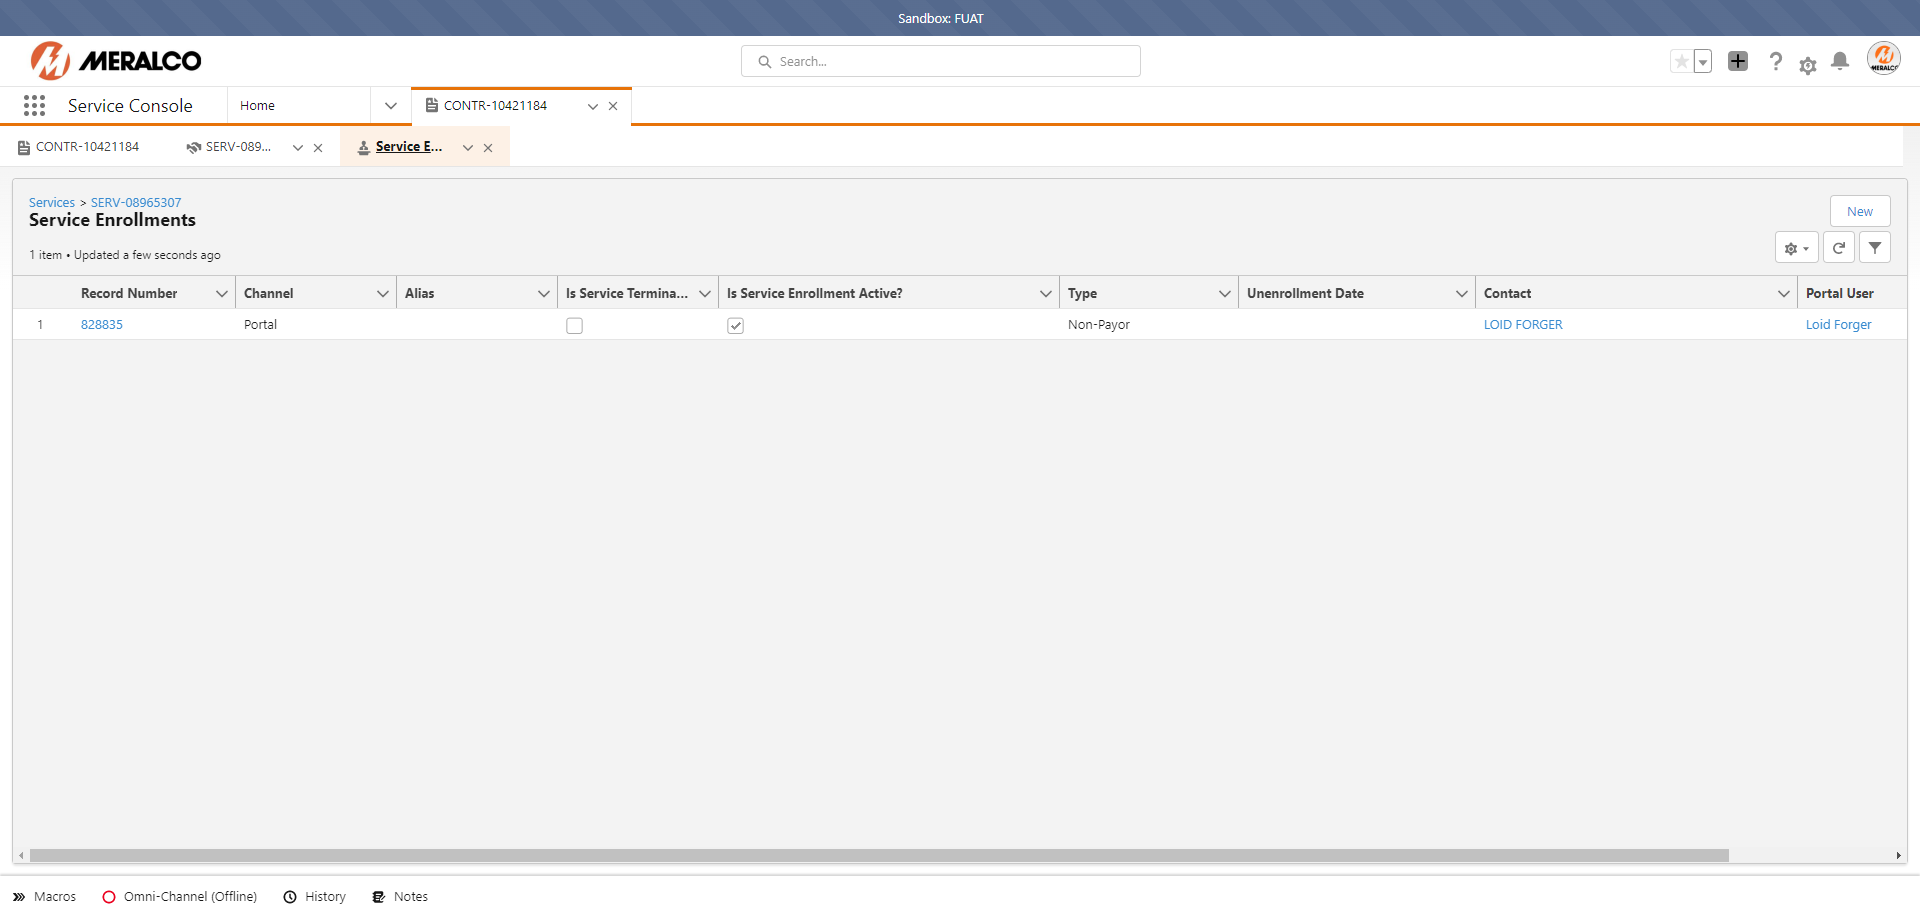 Sandbox: FUAT
MERALCO
Search...
MERALCO
Service Console
Home
CONTR-10421184
CONTR-10421184
SERV-089...
Service E...
Services > SERV-08965307
Service Enrollments
New
1 item • Updated a few seconds ago
Record Number Channel Alias Is Service Termina... Is Service Enrollment Active? Type Unenrollment Date Contact Portal User
1 828835 Portal Non-Payor LOID FORGER Loid Forger
Macros Omni-Channel (Offline) History Notes